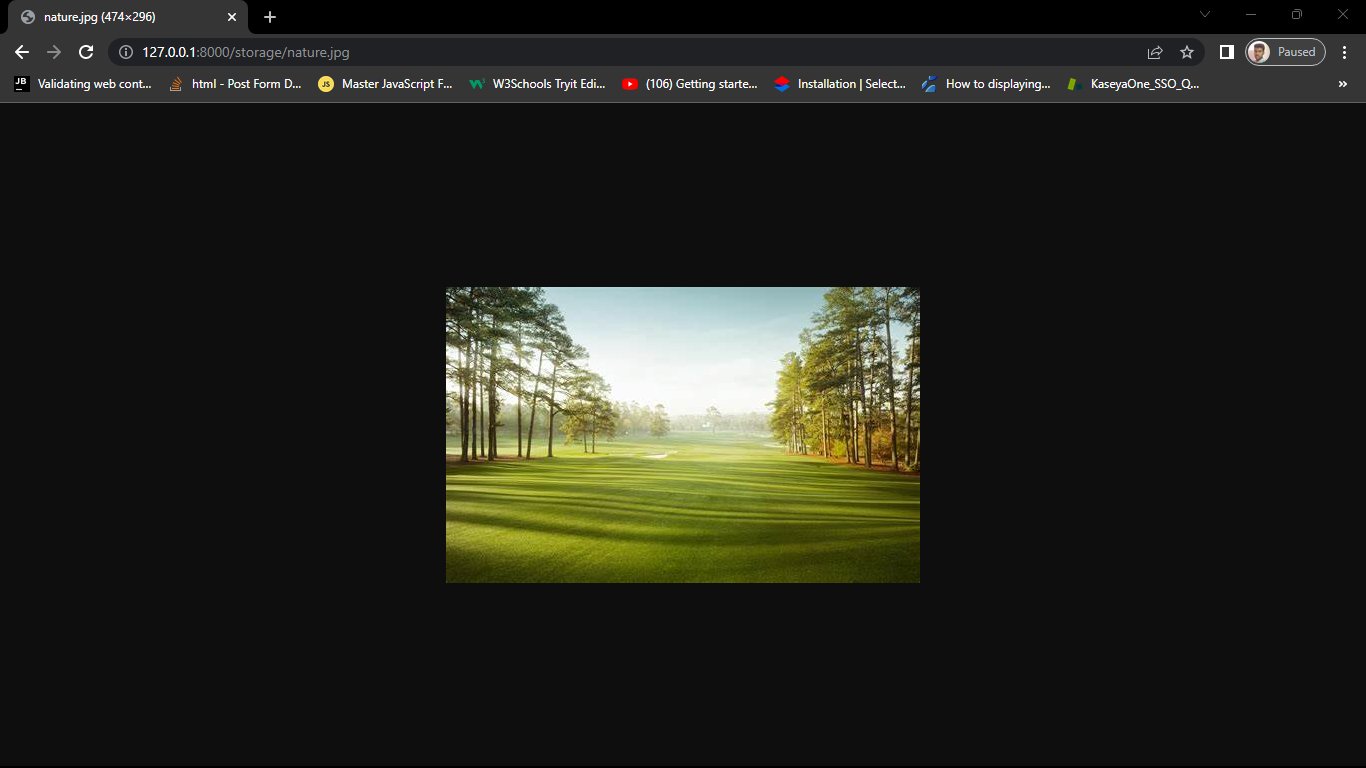 nature.jpg (474×296)
127.0.0.1:8000/storage/nature.jpg
Paused
JB Validating web cont... html - Post Form D... JS Master JavaScript F... W3Schools Tryit Edi... (106) Getting starte... Installation | Select... How to displaying... KaseyaOne_SSO_Q... »